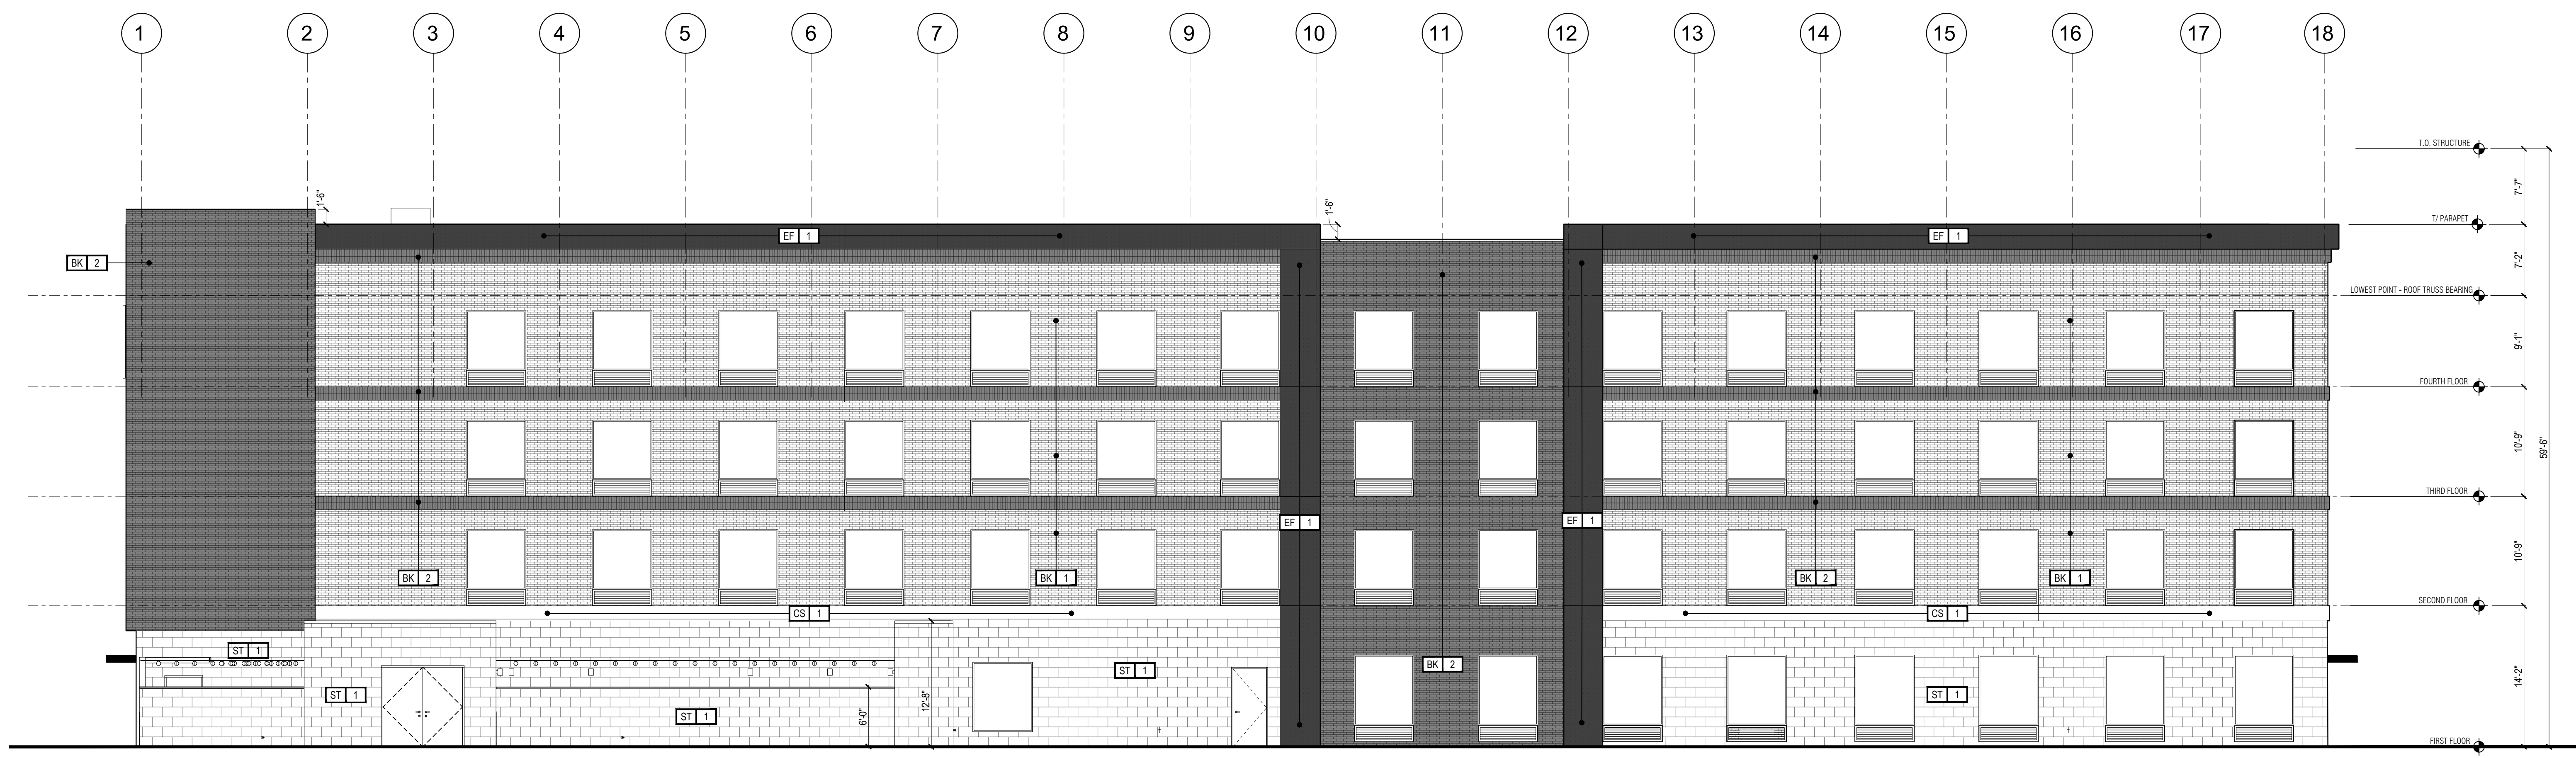 1 2 3 4 5 6 7 8 9 10 11 12 13 14 15 16 17 18
T.O. STRUCTURE
7'-7"
1'-6"
1'-6"
T/ PARAPET
EF 1
EF 1
BK 2
7'-2"
LOWEST POINT - ROOF TRUSS BEARING
9'-1"
FOURTH FLOOR
10'-9"
59'-6"
THIRD FLOOR
EF 1
EF 1
10'-9"
BK 2
BK 1
BK 2
BK 1
SECOND FLOOR
CS 1
CS 1
ST 1
BK 2
ST 1
ST 1
ST 1
14'-2"
12'-8"
ST 1
6'-0"
FIRST FLOOR